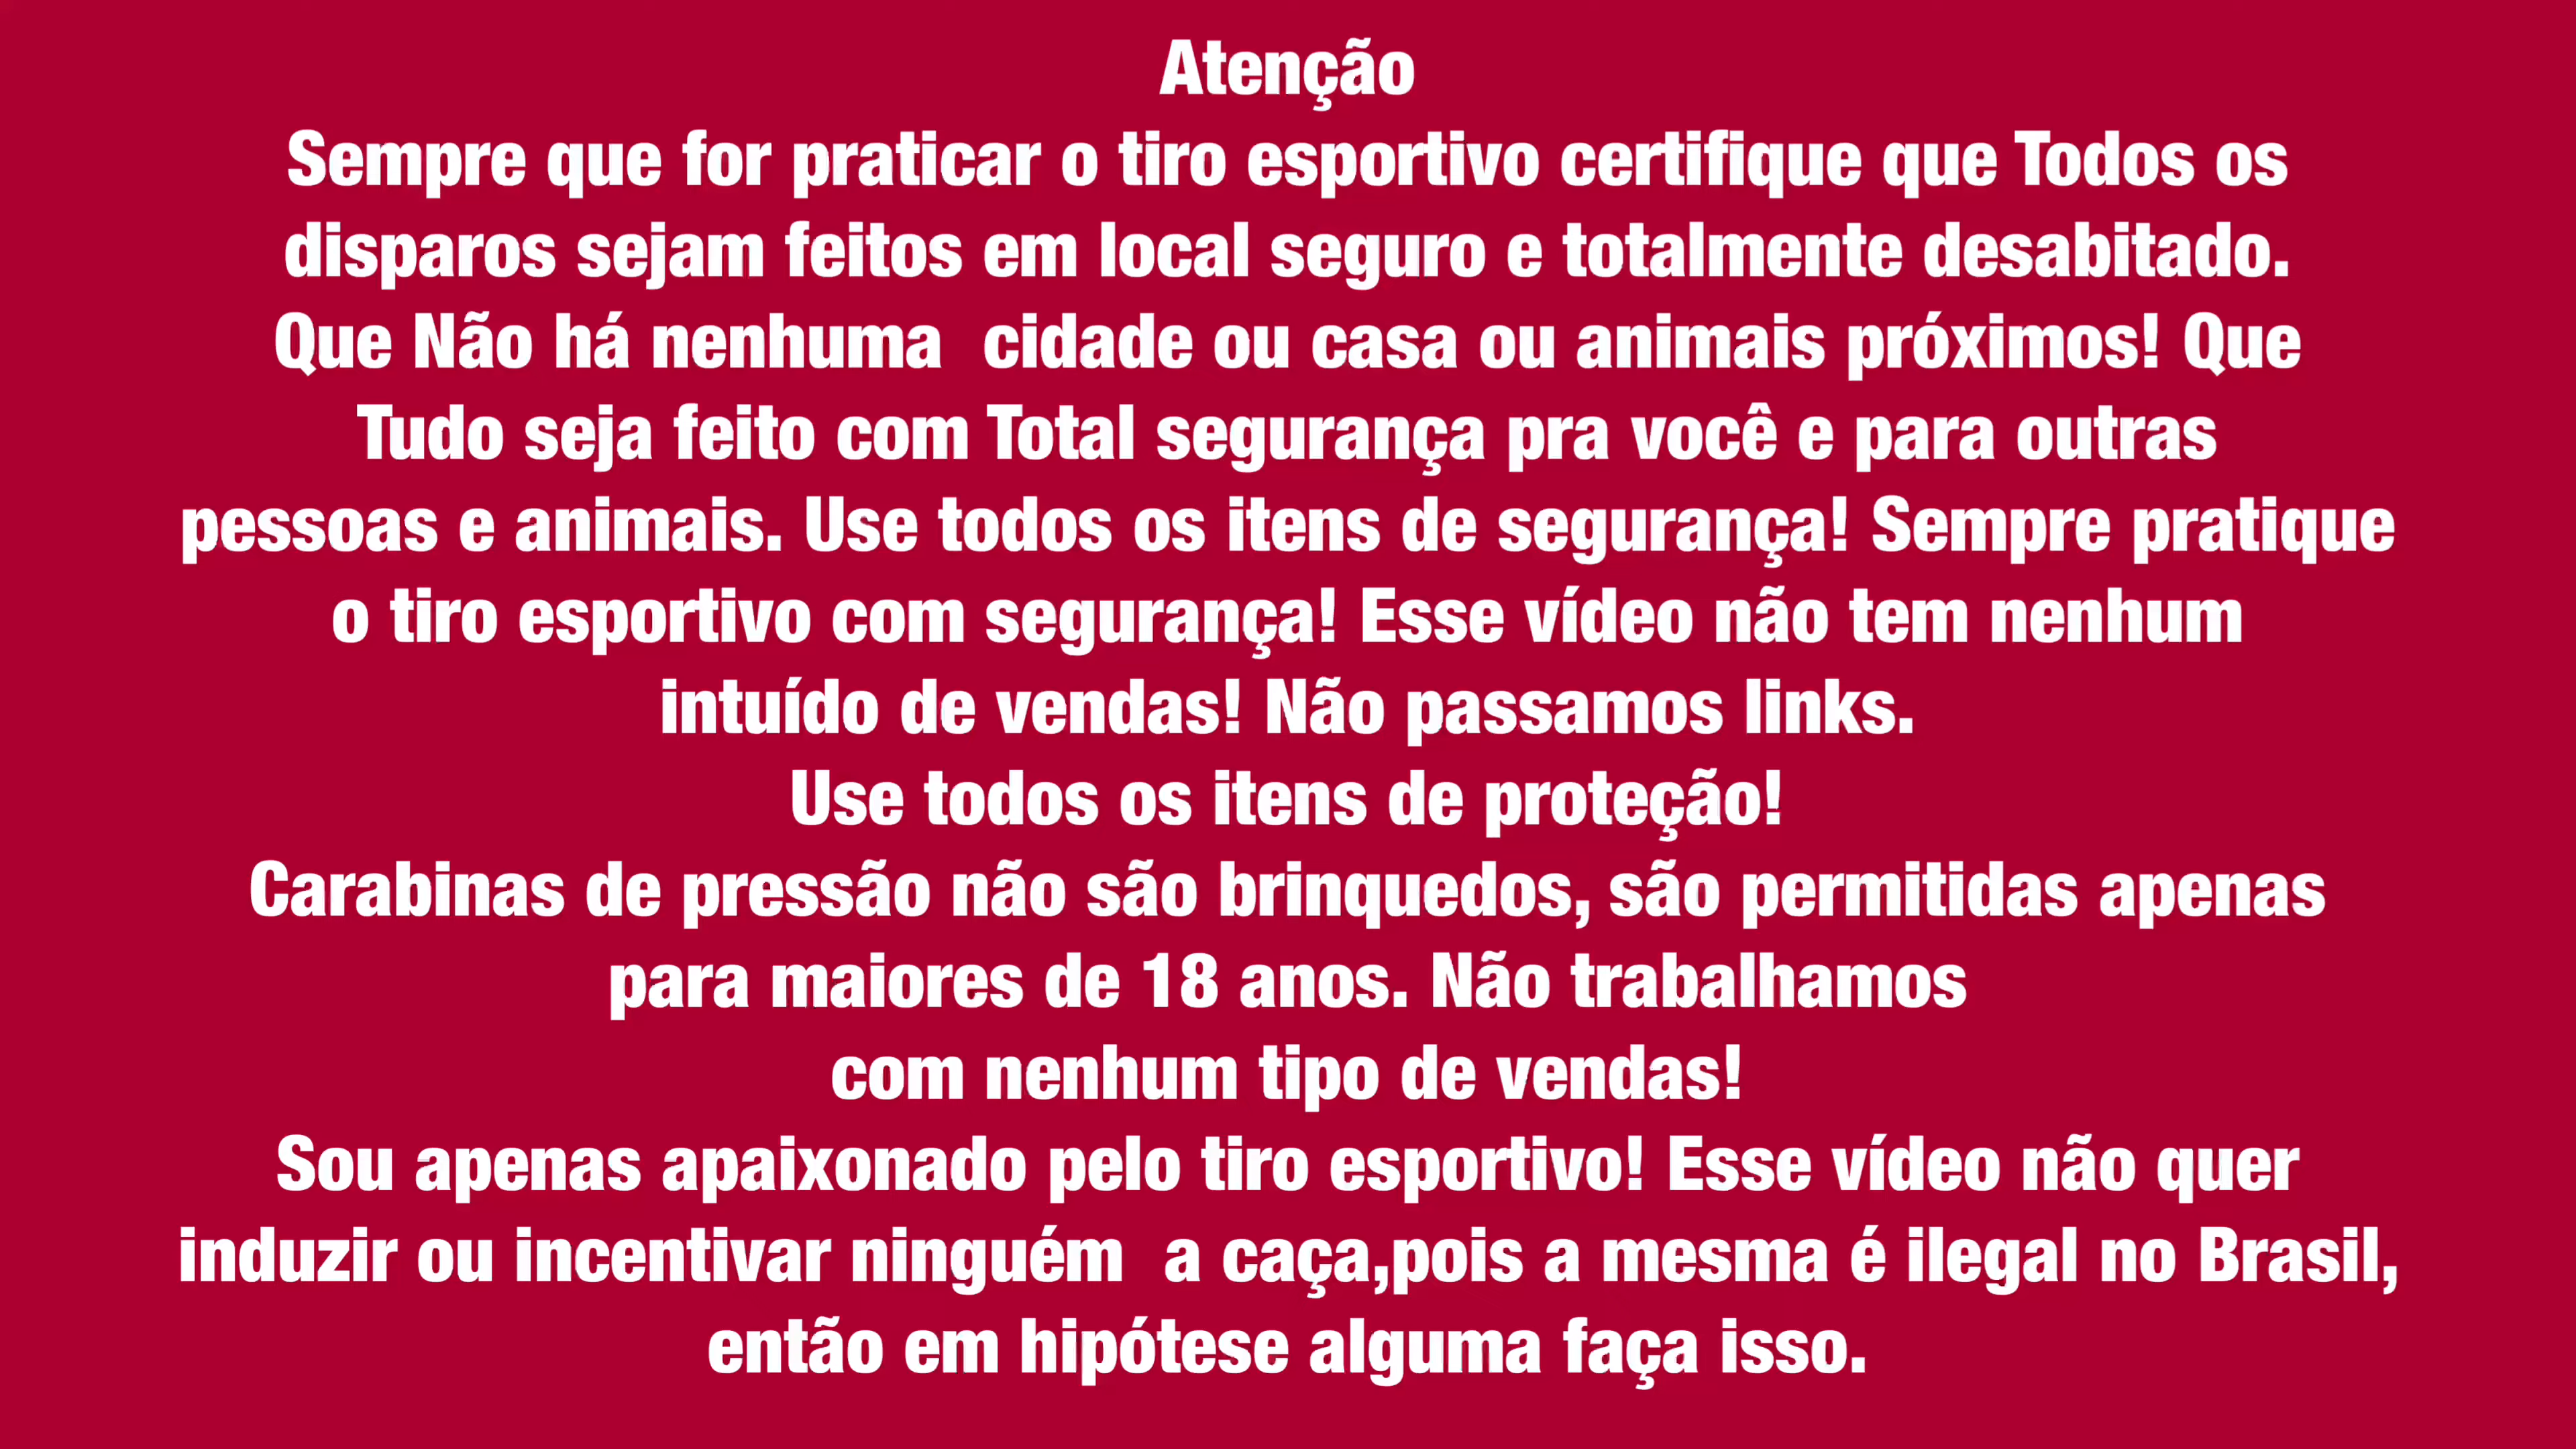 Atenção
Sempre que for praticar o tiro esportivo certifique que Todos os
disparos sejam feitos em local seguro e totalmente desabitado.
Que Não há nenhuma  cidade ou casa ou animais próximos! Que
Tudo seja feito com Total segurança pra você e para outras
pessoas e animais. Use todos os itens de segurança! Sempre pratique
o tiro esportivo com segurança! Esse vídeo não tem nenhum
intuído de vendas! Não passamos links.
Use todos os itens de proteção!
Carabinas de pressão não são brinquedos, são permitidas apenas
para maiores de 18 anos. Não trabalhamos
com nenhum tipo de vendas!
Sou apenas apaixonado pelo tiro esportivo! Esse vídeo não quer
induzir ou incentivar ninguém  a caça,pois a mesma é ilegal no Brasil,
então em hipótese alguma faça isso.